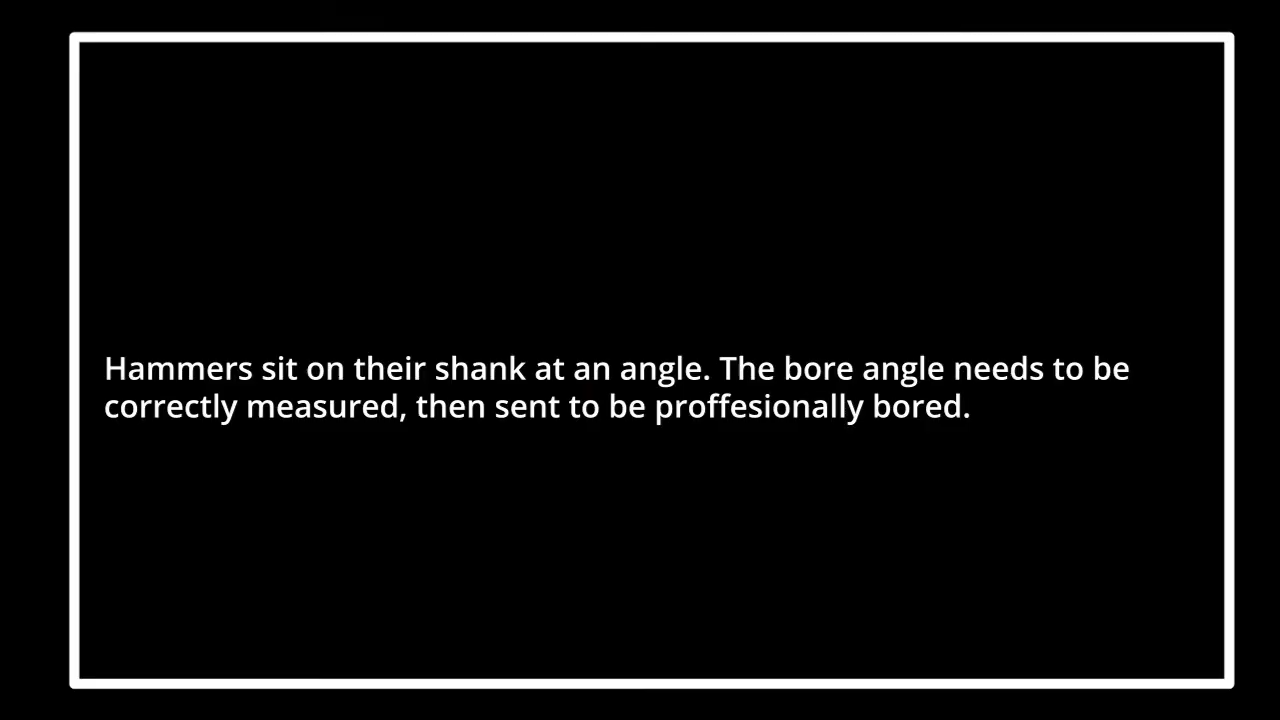 Hammers sit on their shank at an angle. The bore angle needs to be
correctly measured, then sent to be proffesionally bored.